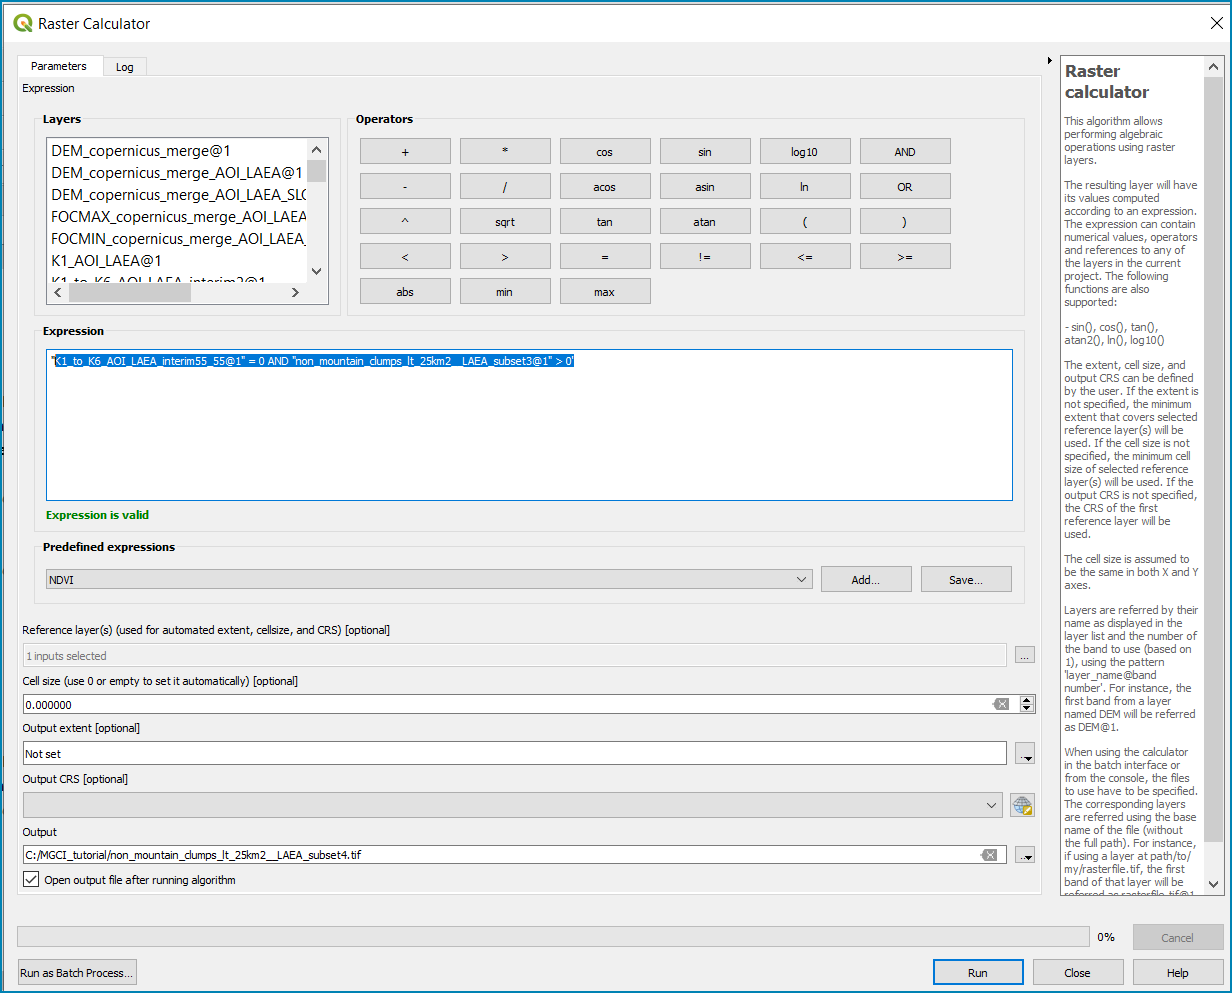 Raster Calculator
Parameters
Log
Expression
Layers
DEM_copernicus_merge@1
DEM_copernicus_merge_AOI_LAEA@1
DEM_copernicus_merge_AOI_LAEA_SLO
FOCMAX_copernicus_merge_AOI_LAEA
FOCMIN_copernicus_merge_AOI_LAEA_
K1_AOI_LAEA@1
K1_to_K6_AOI_LAEA_interim2@1
Operators
+ * cos sin log10 AND
- / acos asin ln OR
^ sqrt tan atan ( )
< > = != <= >=
abs min max
Expression
"K1_to_K6_AOI_LAEA_interim55_55@1" = 0 AND "non_mountain_clumps_lt_25km2__LAEA_subset3@1" > 0'
Expression is valid
Predefined expressions
NDVI
Add...
Save...
Reference layer(s) (used for automated extent, cellsize, and CRS) [optional]
1 inputs selected
...
Cell size (use 0 or empty to set it automatically) [optional]
0.000000
Output extent [optional]
Not set
Output CRS [optional]
Output
C:/MGCI_tutorial/non_mountain_clumps_lt_25km2__LAEA_subset4.tif
Open output file after running algorithm
Raster
calculator
This algorithm allows
performing algebraic
operations using raster
layers.
The resulting layer will have
its values computed
according to an expression.
The expression can contain
numerical values, operators
and references to any of
the layers in the current
project. The following
functions are also
supported:
- sin(), cos(), tan(),
atan2(), ln(), log10()
The extent, cell size, and
output CRS can be defined
by the user. If the extent is
not specified, the minimum
extent that covers selected
reference layer(s) will be
used. If the cell size is not
specified, the minimum cell
size of selected reference
layer(s) will be used. If the
output CRS is not specified,
the CRS of the first
reference layer will be
used.
The cell size is assumed to
be the same in both X and Y
axes.
Layers are referred by their
name as displayed in the
layer list and the number of
the band to use (based on
1), using the pattern
'layer_name@band
number'. For instance, the
first band from a layer
named DEM will be referred
as DEM@1.
When using the calculator
in the batch interface or
from the console, the files
to use have to be specified.
The corresponding layers
are referred using the base
name of the file (without
the full path). For instance,
if using a layer at path/to/
my/rasterfile.tif, the first
band of that layer will be
referred as rasterfile.tif@1
0%
Cancel
Run as Batch Process...
Run
Close
Help